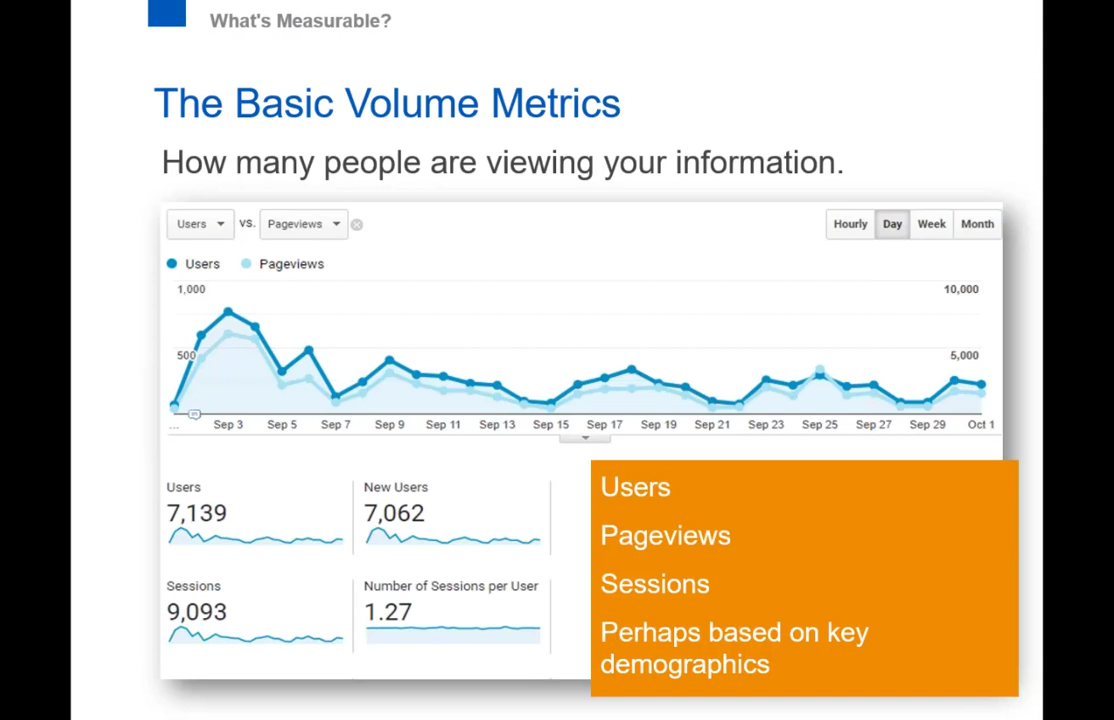 What's Measurable?
The Basic Volume Metrics
How many people are viewing your information.
Users VS. Pageviews Hourly Day Week Month
Users Pageviews
1,000 10,000
500 5,000
... Sep 3 Sep 5 Sep 7 Sep 9 Sep 11 Sep 13 Sep 15 Sep 17 Sep 19 Sep 21 Sep 23 Sep 25 Sep 27 Sep 29 Oct 1
Users New Users
7,139 7,062
Sessions Number of Sessions per User
9,093 1.27
Users
Pageviews
Sessions
Perhaps based on key
demographics